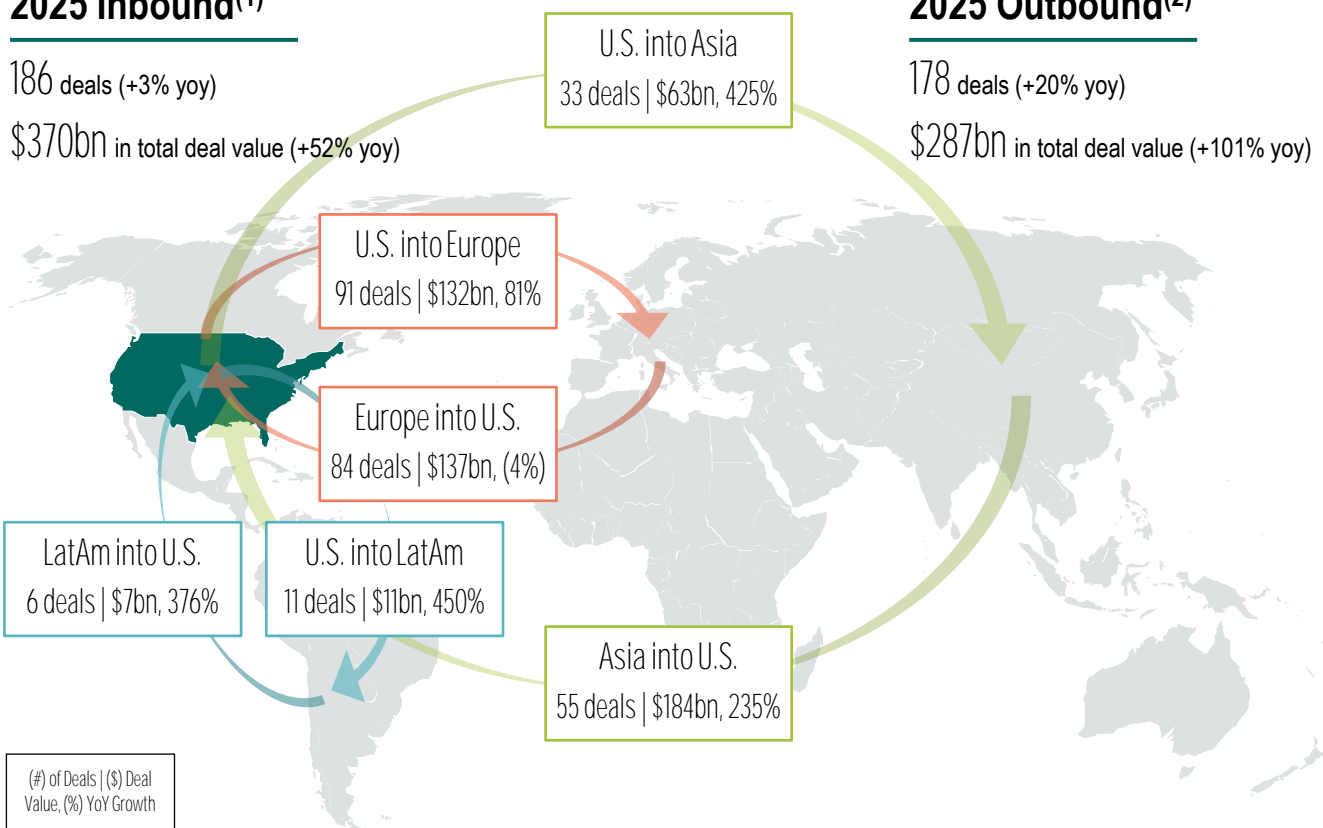 2025 Inbound(1)
186 deals (+3% yoy)
$370bn in total deal value (+52% yoy)
2025 Outbound(2)
178 deals (+20% yoy)
$287bn in total deal value (+101% yoy)
U.S. into Asia
33 deals | $63bn, 425%
U.S. into Europe
91 deals | $132bn, 81%
Europe into U.S.
84 deals | $137bn, (4%)
LatAm into U.S.
6 deals | $7bn, 376%
U.S. into LatAm
11 deals | $11bn, 450%
Asia into U.S.
55 deals | $184bn, 235%
(#) of Deals | ($) Deal
Value, (%) YoY Growth